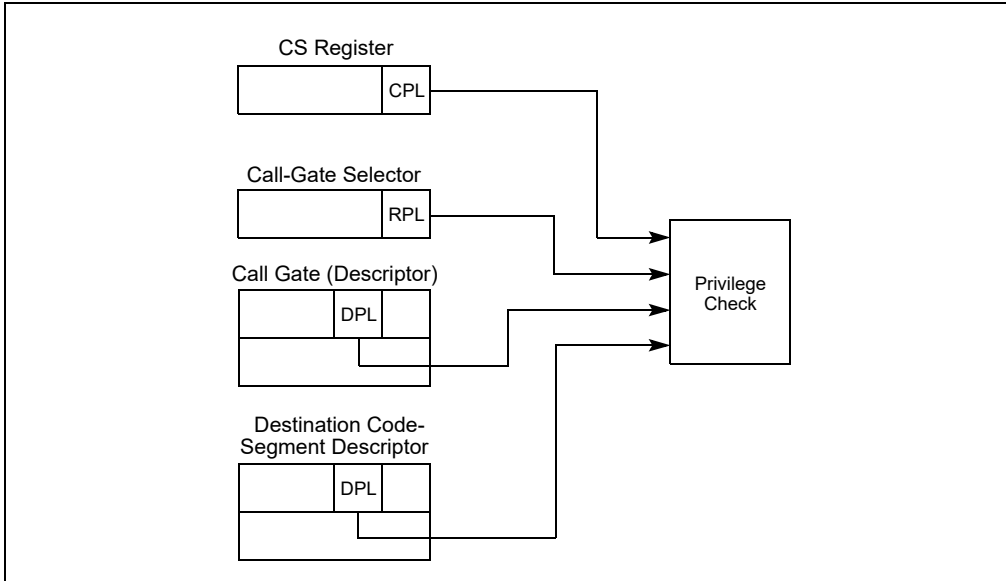 CS Register
CPL
Call-Gate Selector
RPL
Call Gate (Descriptor)
DPL
Privilege
Check
Destination Code-
Segment Descriptor
DPL